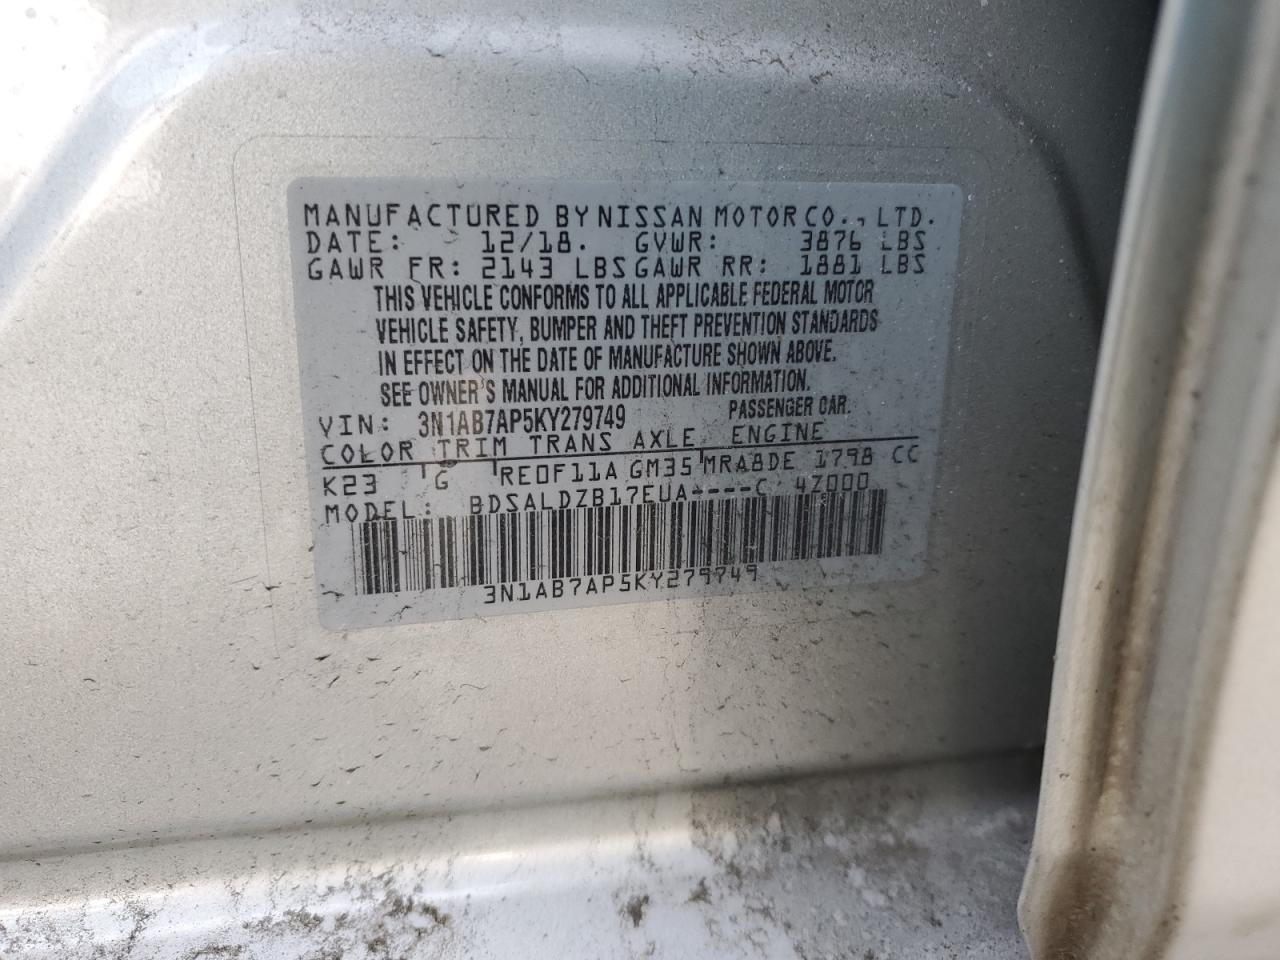 MANUFACTURED BY NISSAN MOTOR CO., LTD.
DATE: 12/18. GVWR: 3876 LBS
GAWR FR: 2143 LBS GAWR RR: 1881 LBS
THIS VEHICLE CONFORMS TO ALL APPLICABLE FEDERAL MOTOR
VEHICLE SAFETY, BUMPER AND THEFT PREVENTION STANDARDS
IN EFFECT ON THE DATE OF MANUFACTURE SHOWN ABOVE.
SEE OWNER'S MANUAL FOR ADDITIONAL INFORMATION.
VIN: 3N1AB7AP5KY279749 PASSENGER CAR.
COLOR TRIM TRANS AXLE ENGINE
K23 G RE0F11A GM35 MRA8DE 1798 CC
MODEL: BDSALDZB17EUA----C 4Z000
3N1AB7AP5KY279749